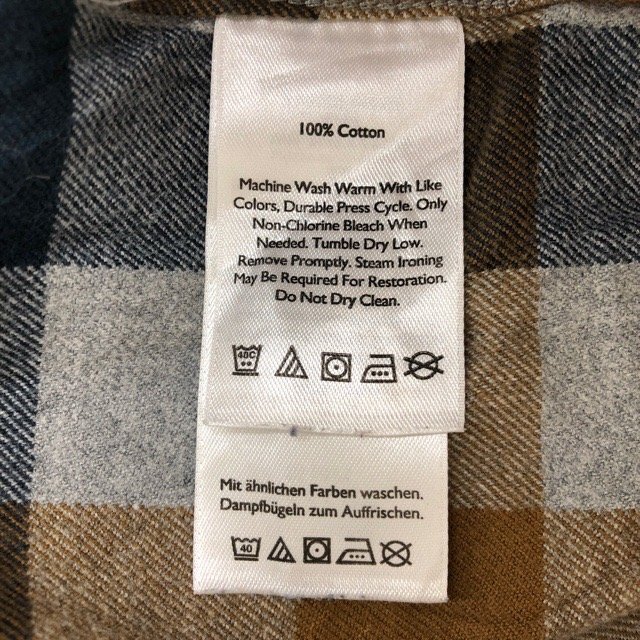 100% Cotton
Machine Wash Warm With Like
Colors, Durable Press Cycle. Only
Non-Chlorine Bleach When
Needed. Tumble Dry Low.
Remove Promptly. Steam Ironing
May Be Required For Restoration.
Do Not Dry Clean.
40C
Mit ähnlichen Farben waschen.
Dampfbügeln zum Auffrischen.
40